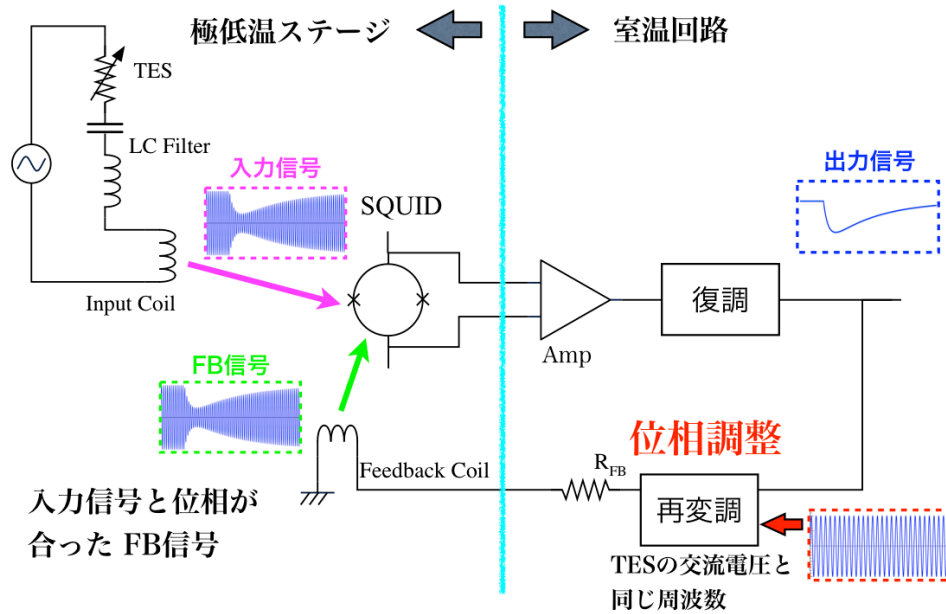 極低温ステージ
室温回路
TES
LC Filter
入力信号
出力信号
SQUID
Input Coil
復調
Amp
FB信号
位相調整
Feedback Coil
R_FB
再変調
入力信号と位相が
合った FB信号
TESの交流電圧と
同じ周波数